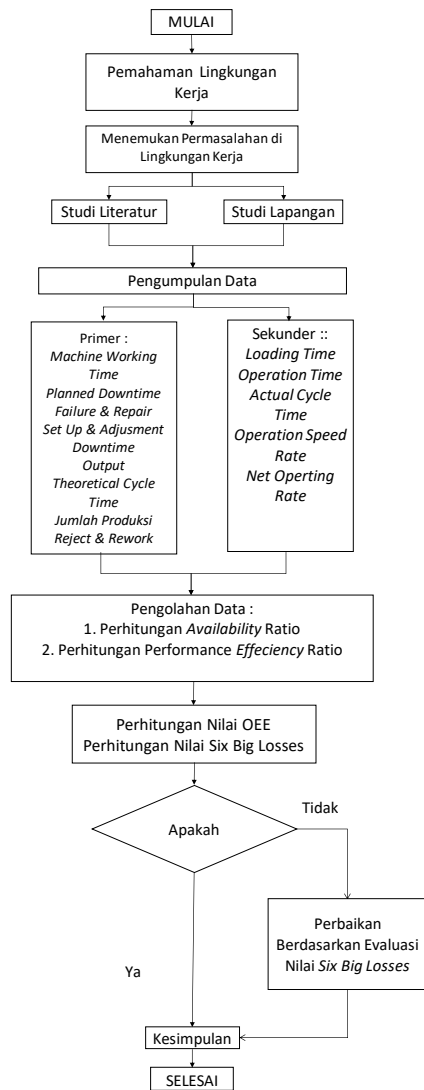 MULAI
Pemahaman Lingkungan
Kerja
Menemukan Permasalahan di
Lingkungan Kerja
Studi Literatur
Studi Lapangan
Pengumpulan Data
Primer :
Machine Working
Time
Planned Downtime
Failure & Repair
Set Up & Adjusment
Downtime
Output
Theoretical Cycle
Time
Jumlah Produksi
Reject & Rework
Sekunder ::
Loading Time
Operation Time
Actual Cycle
Time
Operation Speed
Rate
Net Operting
Rate
Pengolahan Data :
1. Perhitungan Availability Ratio
2. Perhitungan Performance Effeciency Ratio
Perhitungan Nilai OEE
Perhitungan Nilai Six Big Losses
Apakah
Tidak
Perbaikan
Berdasarkan Evaluasi
Nilai Six Big Losses
Ya
Kesimpulan
SELESAI